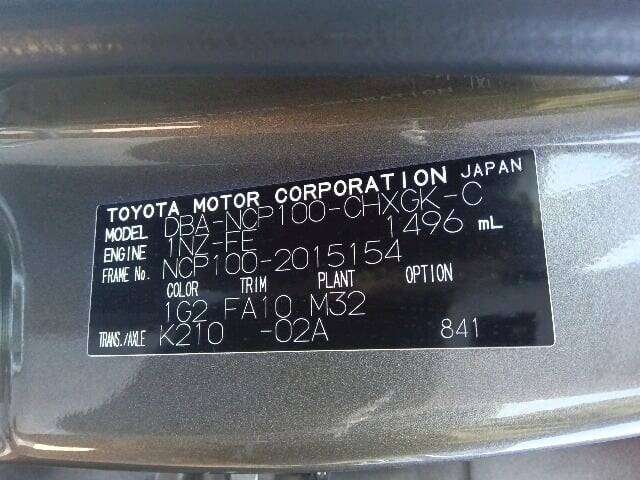 TOYOTA MOTOR CORPORATION JAPAN
MODEL DBA-NCP100-CHXGK-C
ENGINE 1NZ-FE 1496 mL
FRAME No. NCP100-2015154
COLOR TRIM PLANT OPTION
1G2 FA10 M32
TRANS./AXLE K210 -02A 841